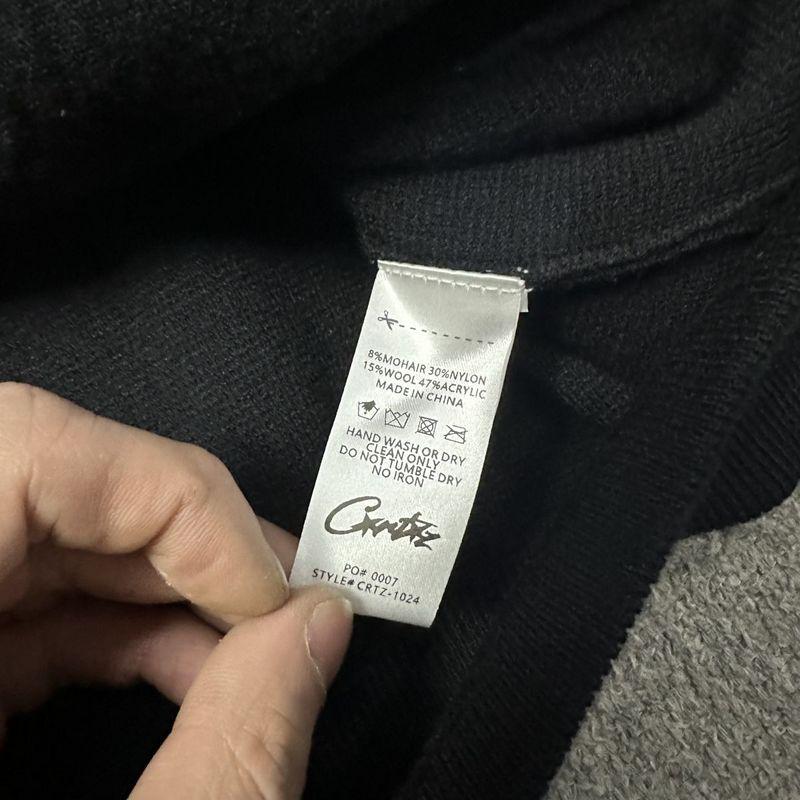 8%MOHAIR 30%NYLON
15%WOOL 47%ACRYLIC
MADE IN CHINA
HAND WASH OR DRY
CLEAN ONLY
DO NOT TUMBLE DRY
NO IRON
Crrtz
PO# 0007
STYLE# CRTZ-1024